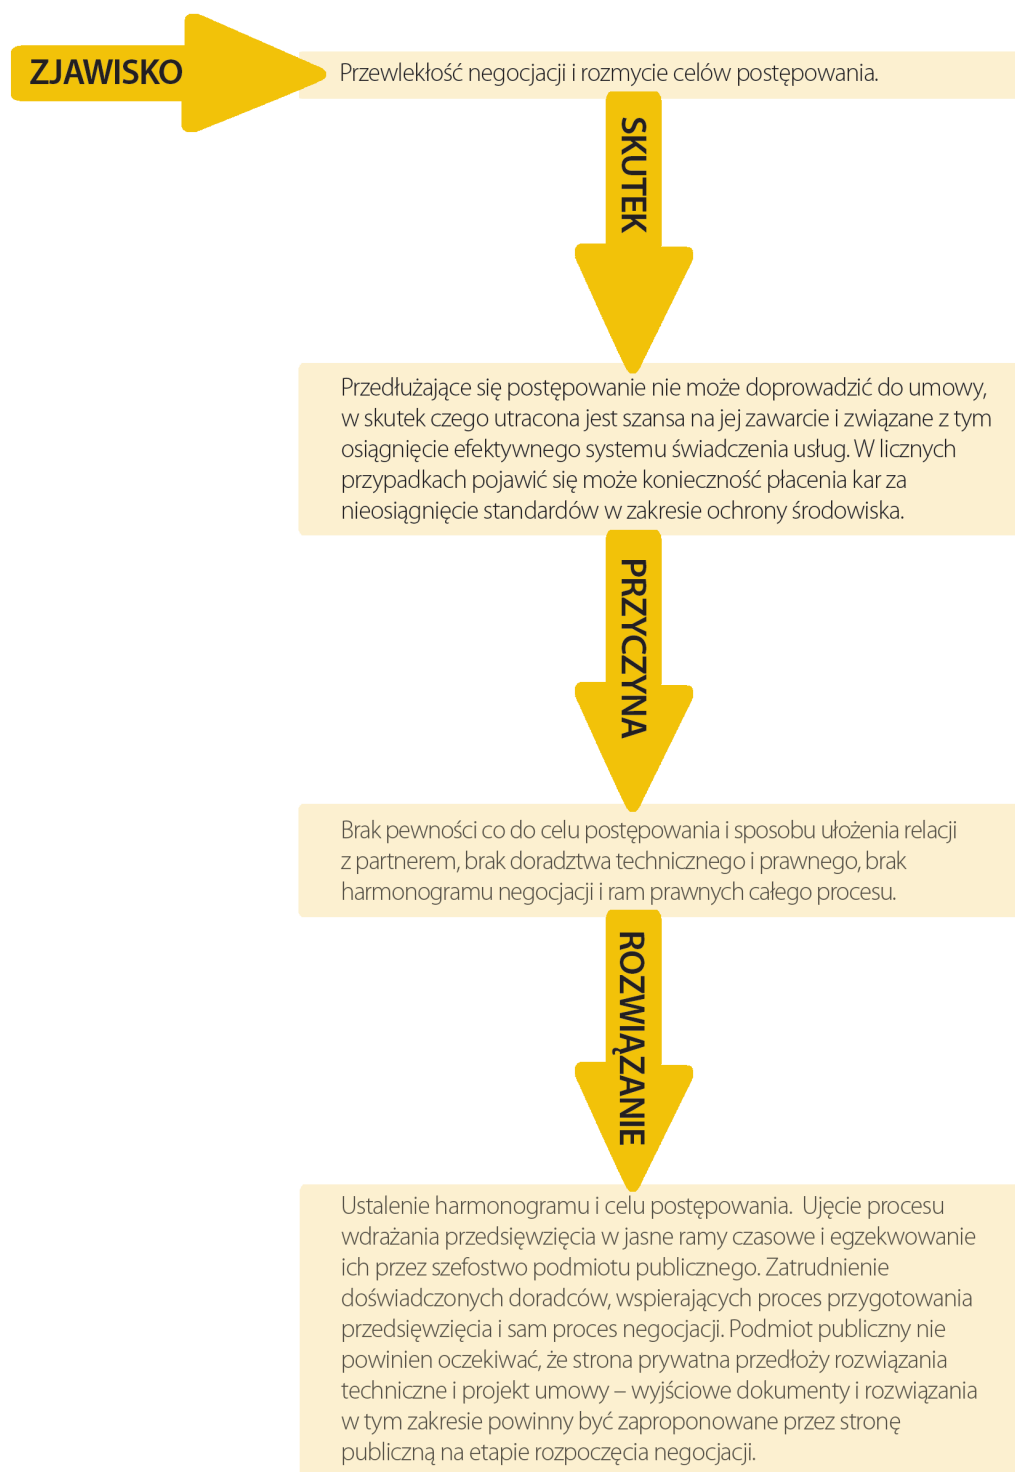 ZJAWISKO
Przewlekłość negocjacji i rozmycie celów postępowania.
SKUTEK
Przedłużające się postępowanie nie może doprowadzić do umowy,
w skutek czego utracona jest szansa na jej zawarcie i związane z tym
osiągnięcie efektywnego systemu świadczenia usług. W licznych
przypadkach pojawić się może konieczność płacenia kar za
nieosiągnięcie standardów w zakresie ochrony środowiska.
PRZYCZYNA
Brak pewności co do celu postępowania i sposobu ułożenia relacji
z partnerem, brak doradztwa technicznego i prawnego, brak
harmonogramu negocjacji i ram prawnych całego procesu.
ROZWIĄZANIE
Ustalenie harmonogramu i celu postępowania.  Ujęcie procesu
wdrażania przedsięwzięcia w jasne ramy czasowe i egzekwowanie
ich przez szefostwo podmiotu publicznego. Zatrudnienie
doświadczonych doradców, wspierających proces przygotowania
przedsięwzięcia i sam proces negocjacji. Podmiot publiczny nie
powinien oczekiwać, że strona prywatna przedłoży rozwiązania
techniczne i projekt umowy – wyjściowe dokumenty i rozwiązania
w tym zakresie powinny być zaproponowane przez stronę
publiczną na etapie rozpoczęcia negocjacji.